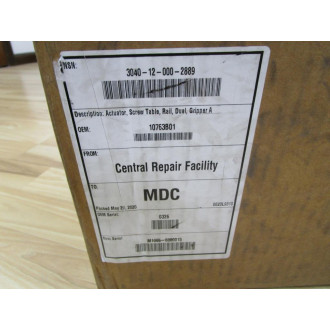 NSN:
3040-12-000-2889
Description: Actuator, Screw Table, Rail, Dual, Gripper A
OEM:
10763B01
FROM:
Central Repair Facility
TO:
MDC